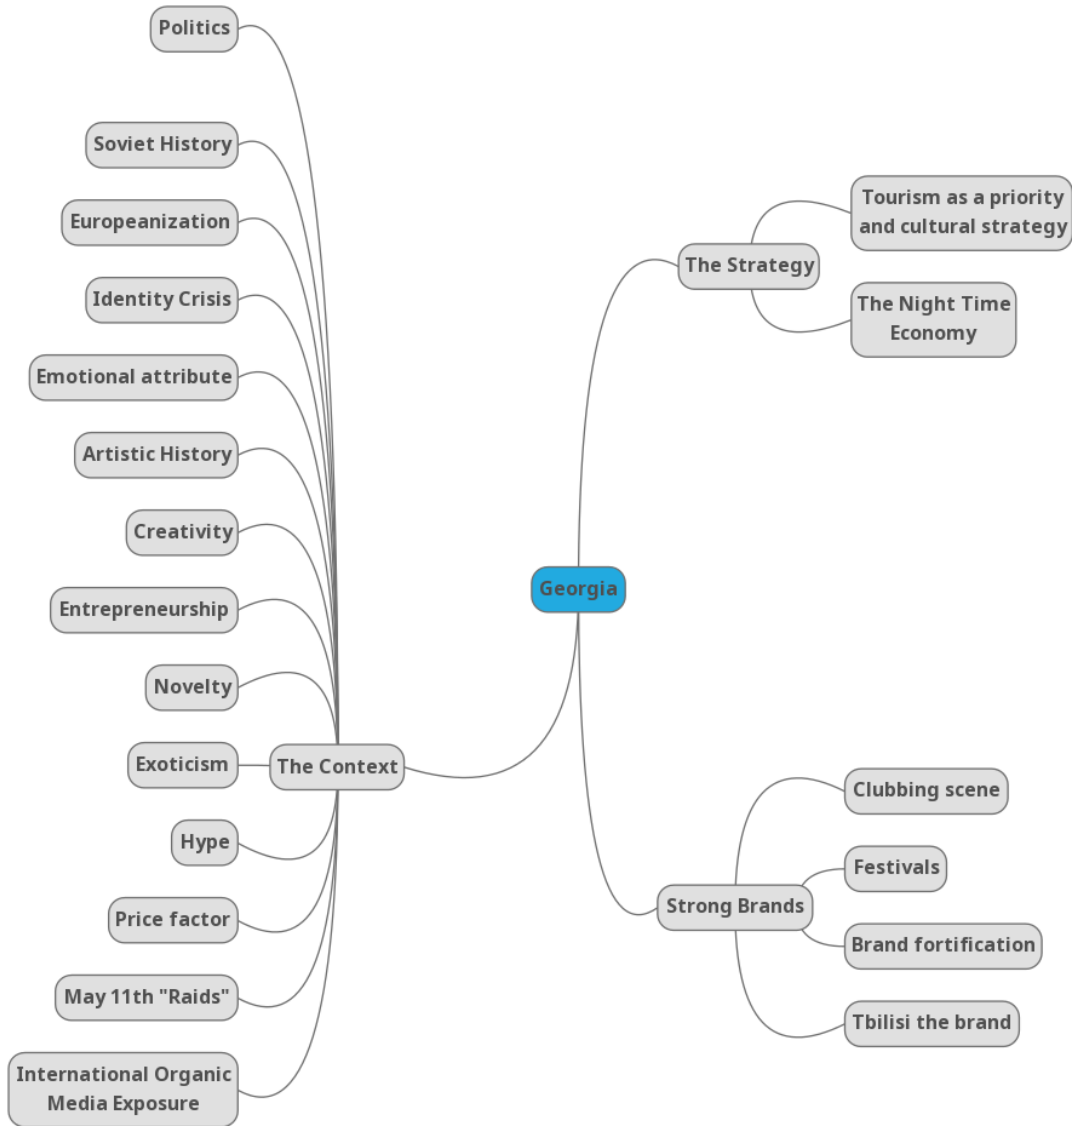 Politics
Soviet History
Europeanization
Identity Crisis
Emotional attribute
Artistic History
Creativity
Entrepreneurship
Novelty
Exoticism
Hype
Price factor
May 11th "Raids"
International Organic
Media Exposure
The Context
Georgia
The Strategy
Tourism as a priority
and cultural strategy
The Night Time
Economy
Strong Brands
Clubbing scene
Festivals
Brand fortification
Tbilisi the brand